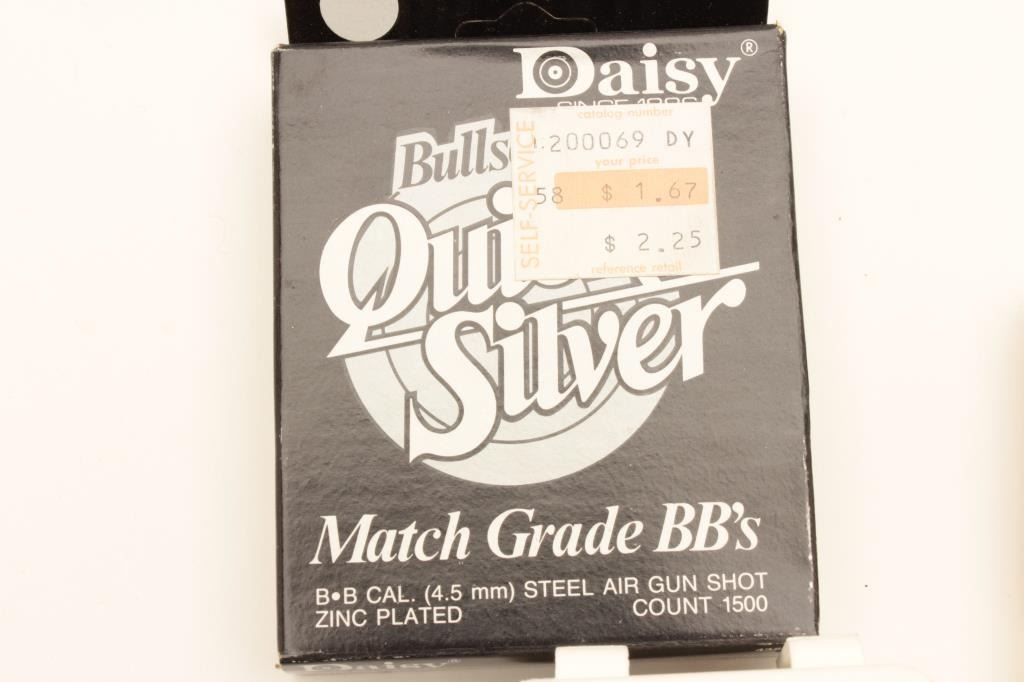 Daisy®
SINCE 1886
catalog number
200069 DY
your price
58 $ 1.67
$ 2.25
reference retail
SELF-SERVICE
Bulls
Qui
Silver
Match Grade BB's
B•B CAL. (4.5 mm) STEEL AIR GUN SHOT
ZINC PLATED COUNT 1500
Daisy®